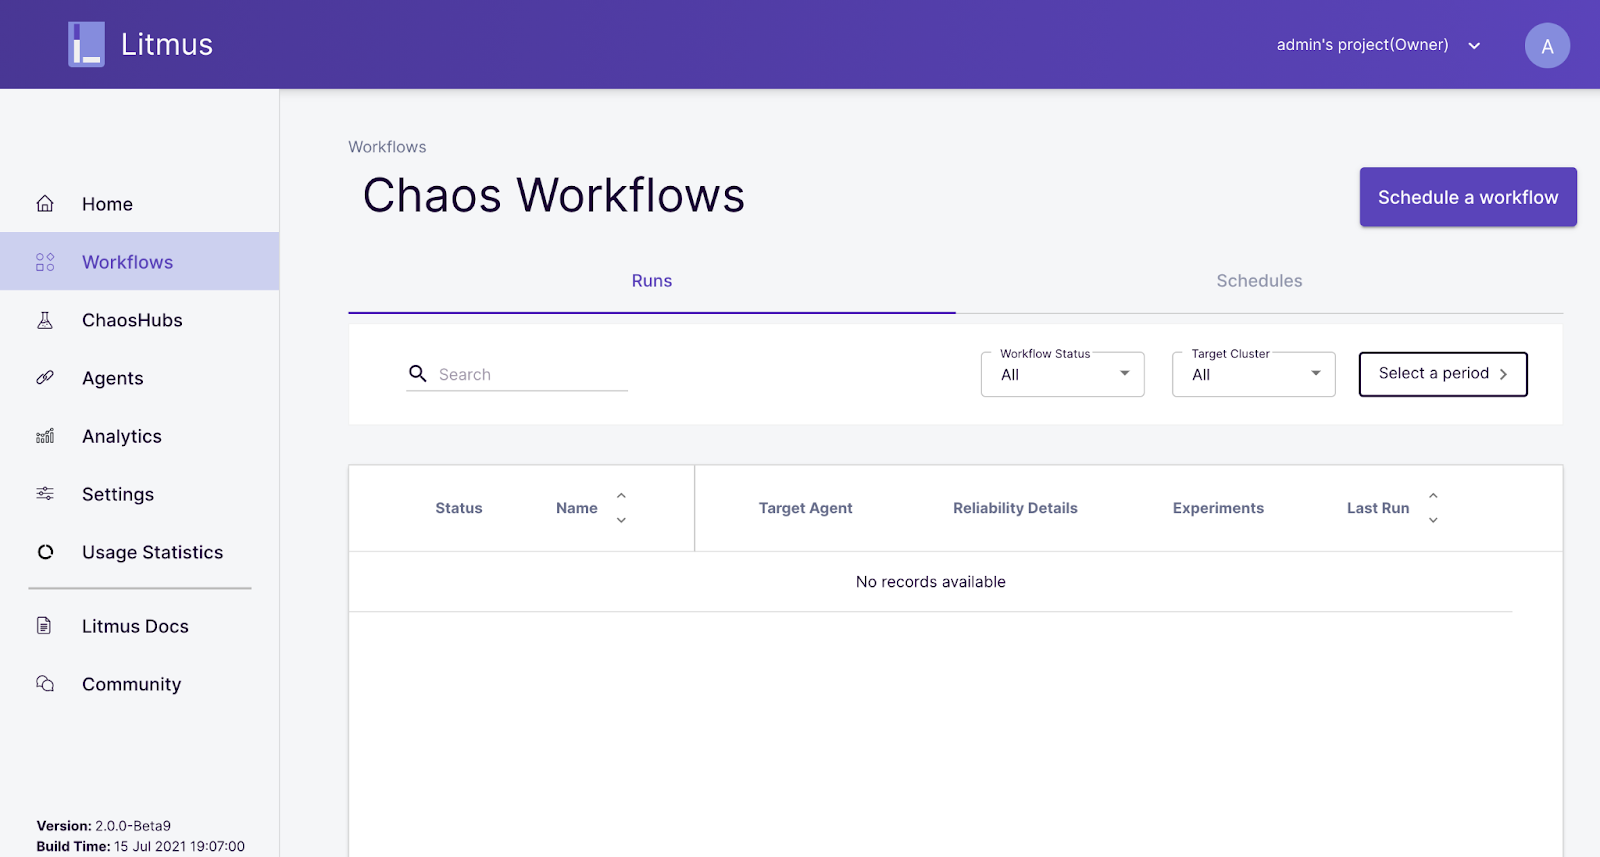 Litmus
admin's project(Owner)
A
Home
Workflows
ChaosHubs
Agents
Analytics
Settings
Usage Statistics
Litmus Docs
Community
Version: 2.0.0-Beta9
Build Time: 15 Jul 2021 19:07:00
Workflows
Chaos Workflows
Schedule a workflow
Runs
Schedules
Search
Workflow Status
All
Target Cluster
All
Select a period
Status
Name
Target Agent
Reliability Details
Experiments
Last Run
No records available